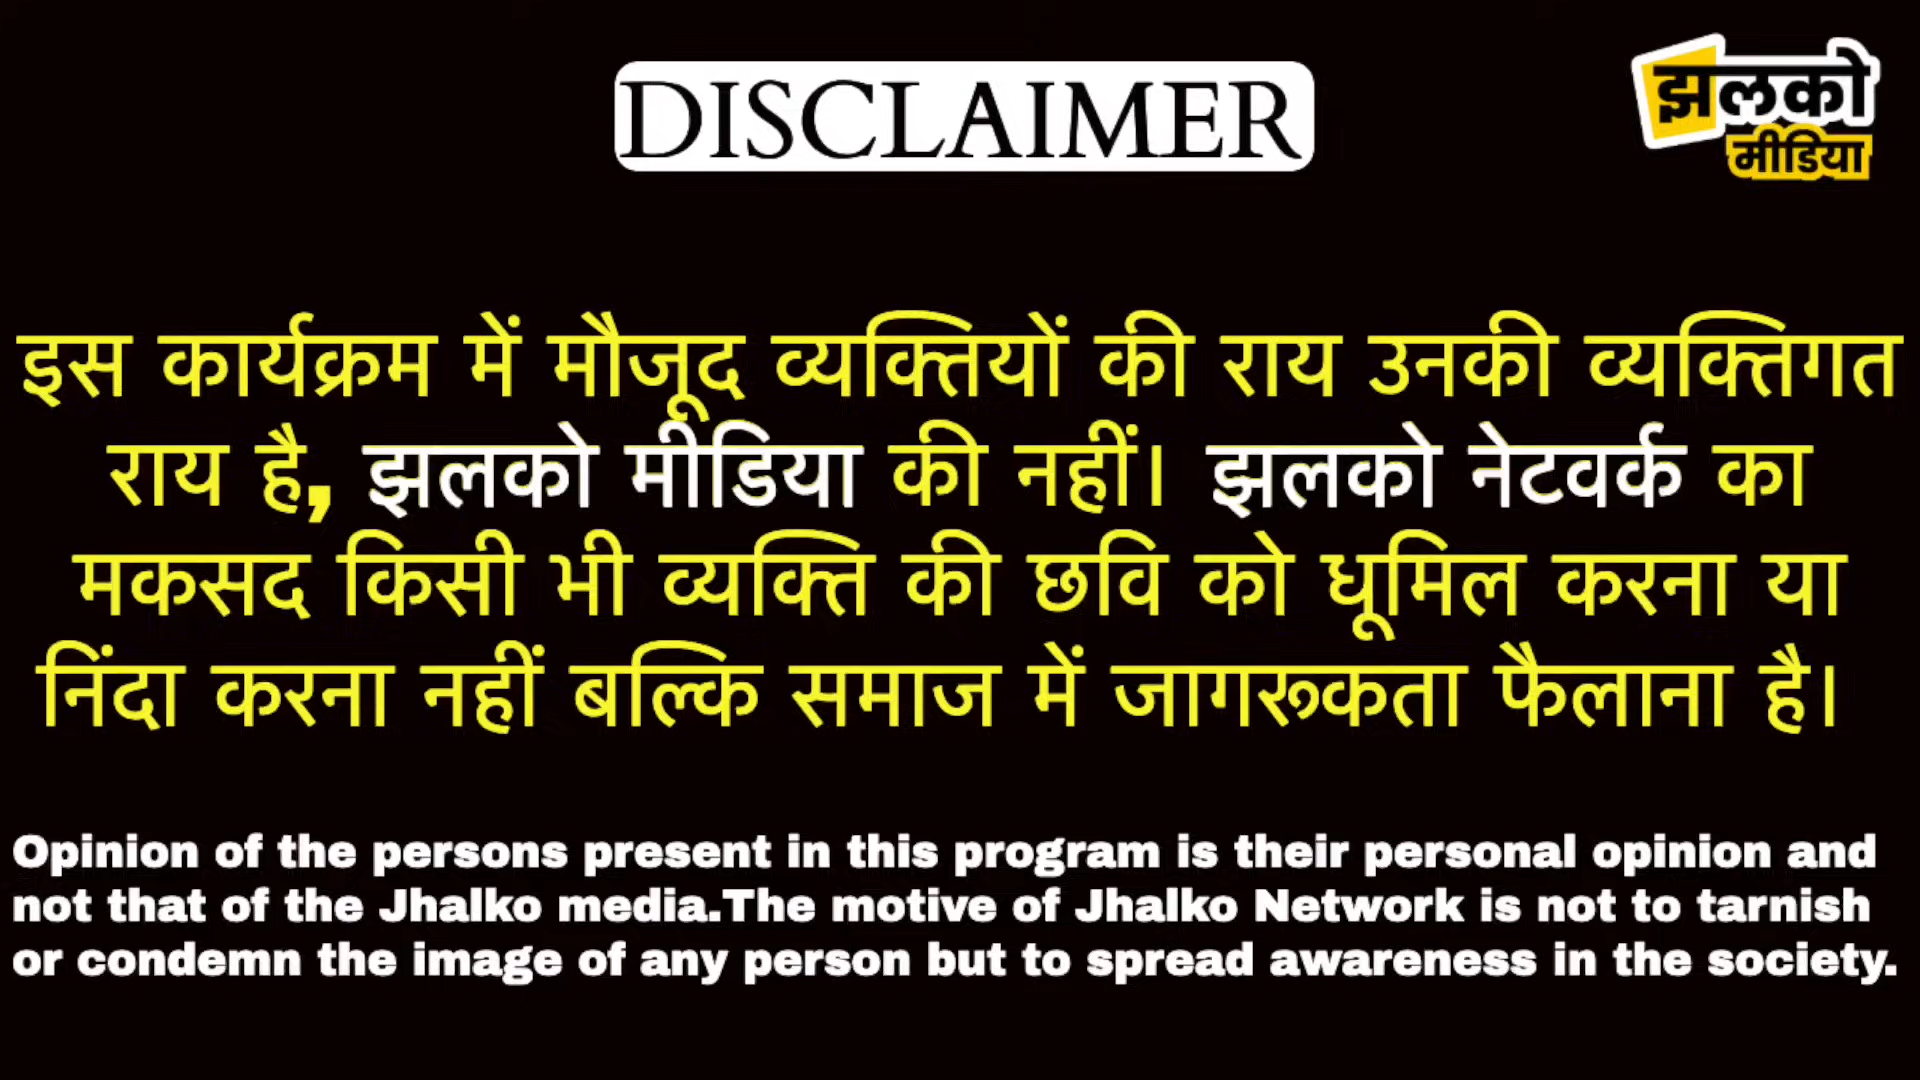 DISCLAIMER
झलको
मीडिया
इस कार्यक्रम में मौजूद व्यक्तियों की राय उनकी व्यक्तिगत
राय है, झलको मीडिया की नहीं। झलको नेटवर्क का
मकसद किसी भी व्यक्ति की छवि को धूमिल करना या
निंदा करना नहीं बल्कि समाज में जागरूकता फैलाना है।
Opinion of the persons present in this program is their personal opinion and
not that of the Jhalko media.The motive of Jhalko Network is not to tarnish
or condemn the image of any person but to spread awareness in the society.